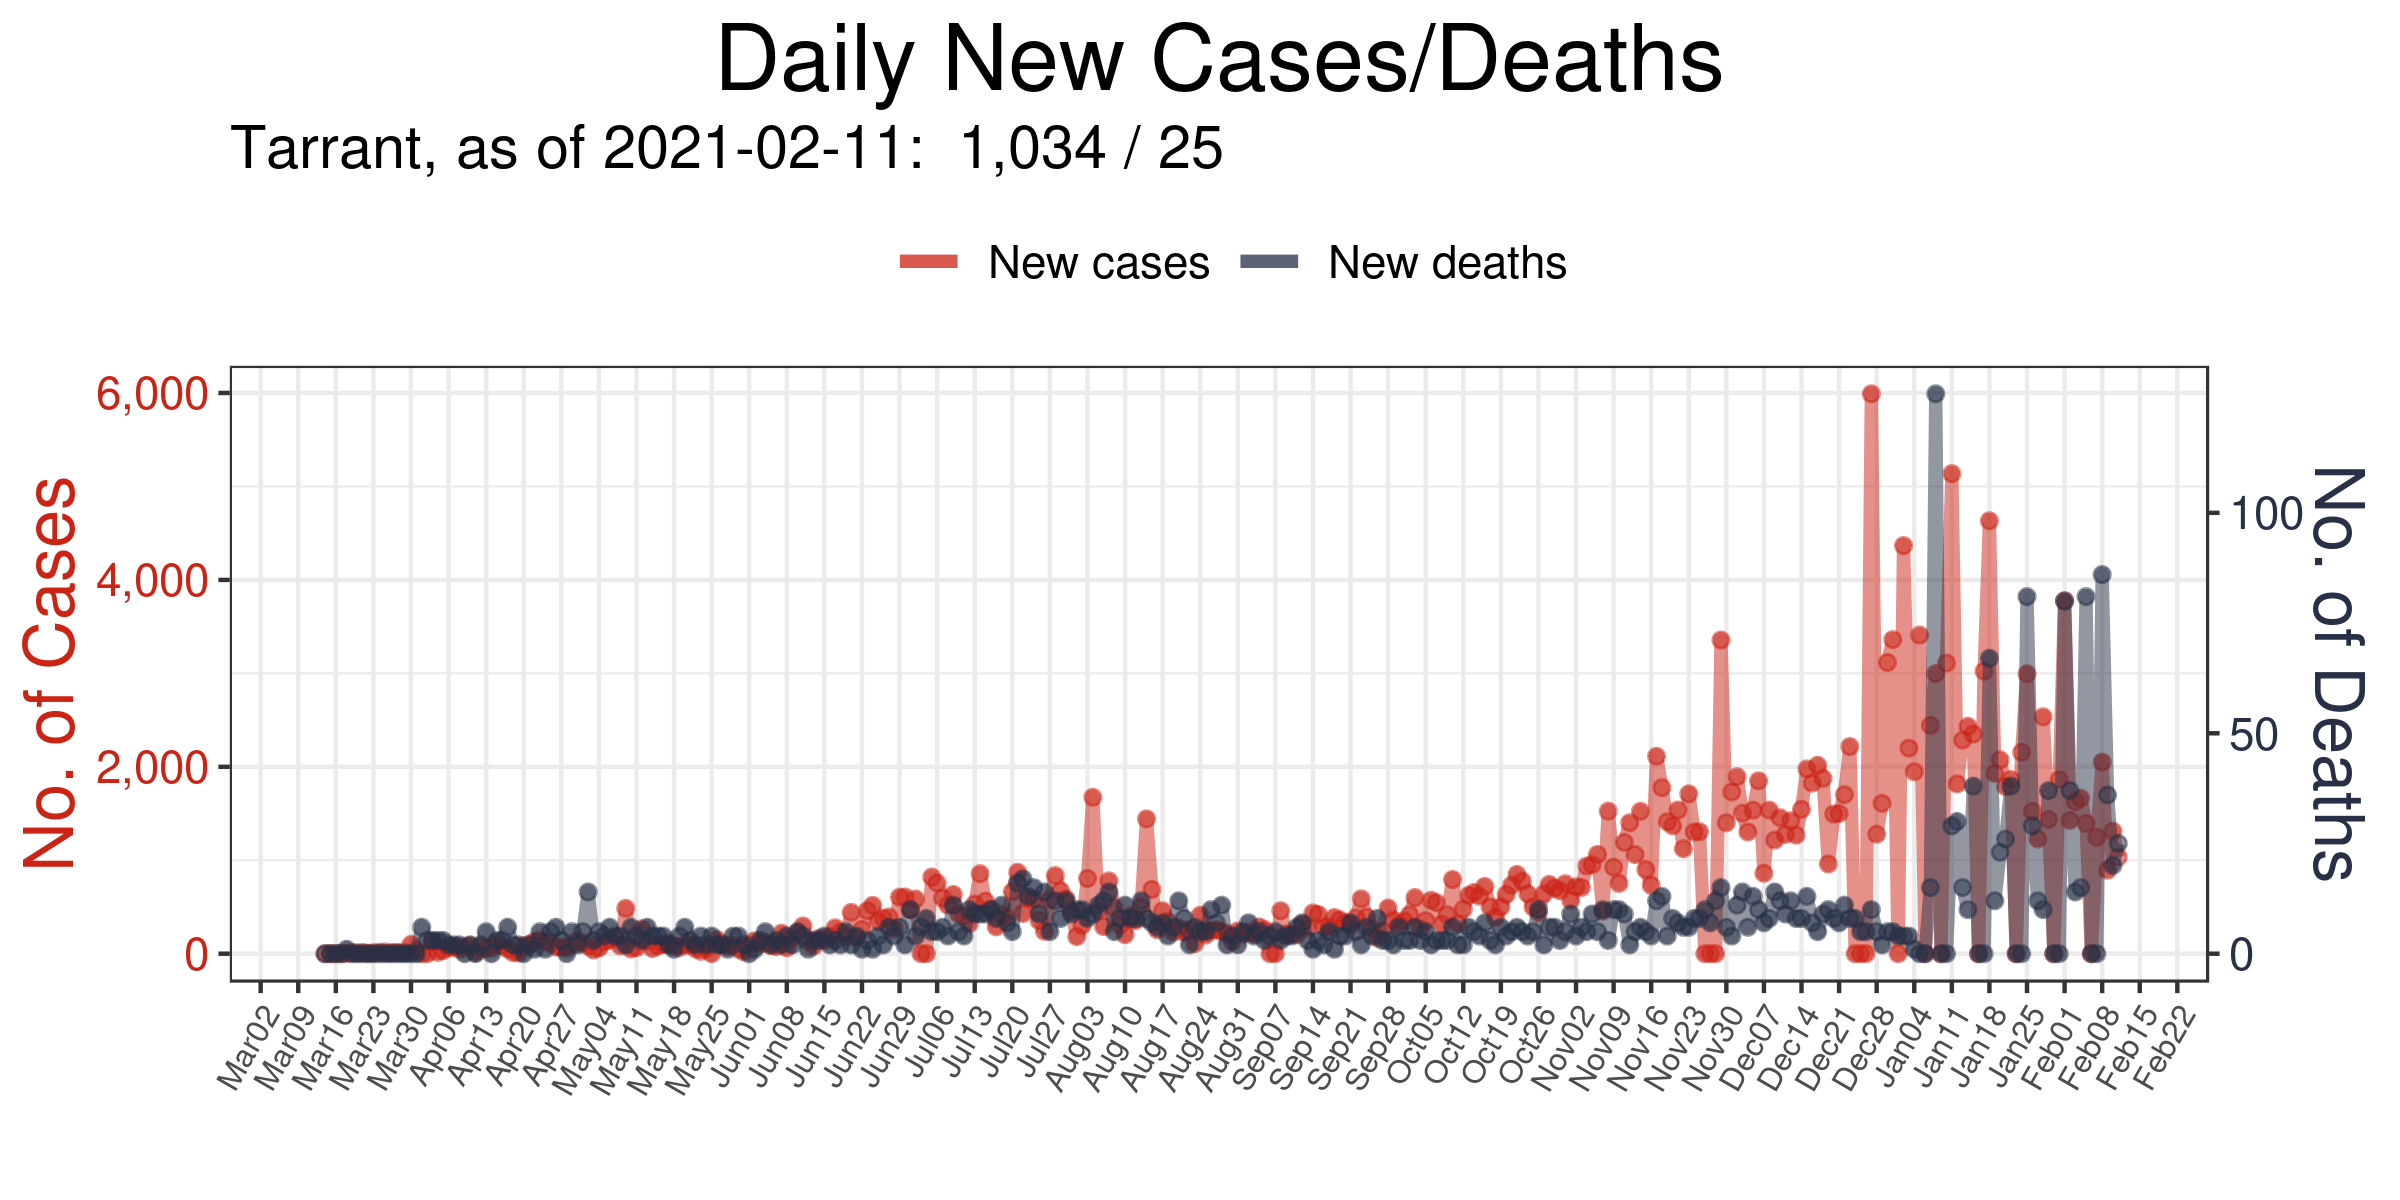 Daily New Cases/Deaths
Tarrant, as of 2021-02-11:  1,034 / 25
New cases
New deaths
No. of Cases
6,000
4,000
2,000
0
100
50
0
No. of Deaths
Mar02
Mar09
Mar16
Mar23
Mar30
Apr06
Apr13
Apr20
Apr27
May04
May11
May18
May25
Jun01
Jun08
Jun15
Jun22
Jun29
Jul06
Jul13
Jul20
Jul27
Aug03
Aug10
Aug17
Aug24
Aug31
Sep07
Sep14
Sep21
Sep28
Oct05
Oct12
Oct19
Oct26
Nov02
Nov09
Nov16
Nov23
Nov30
Dec07
Dec14
Dec21
Dec28
Jan04
Jan11
Jan18
Jan25
Feb01
Feb08
Feb15
Feb22